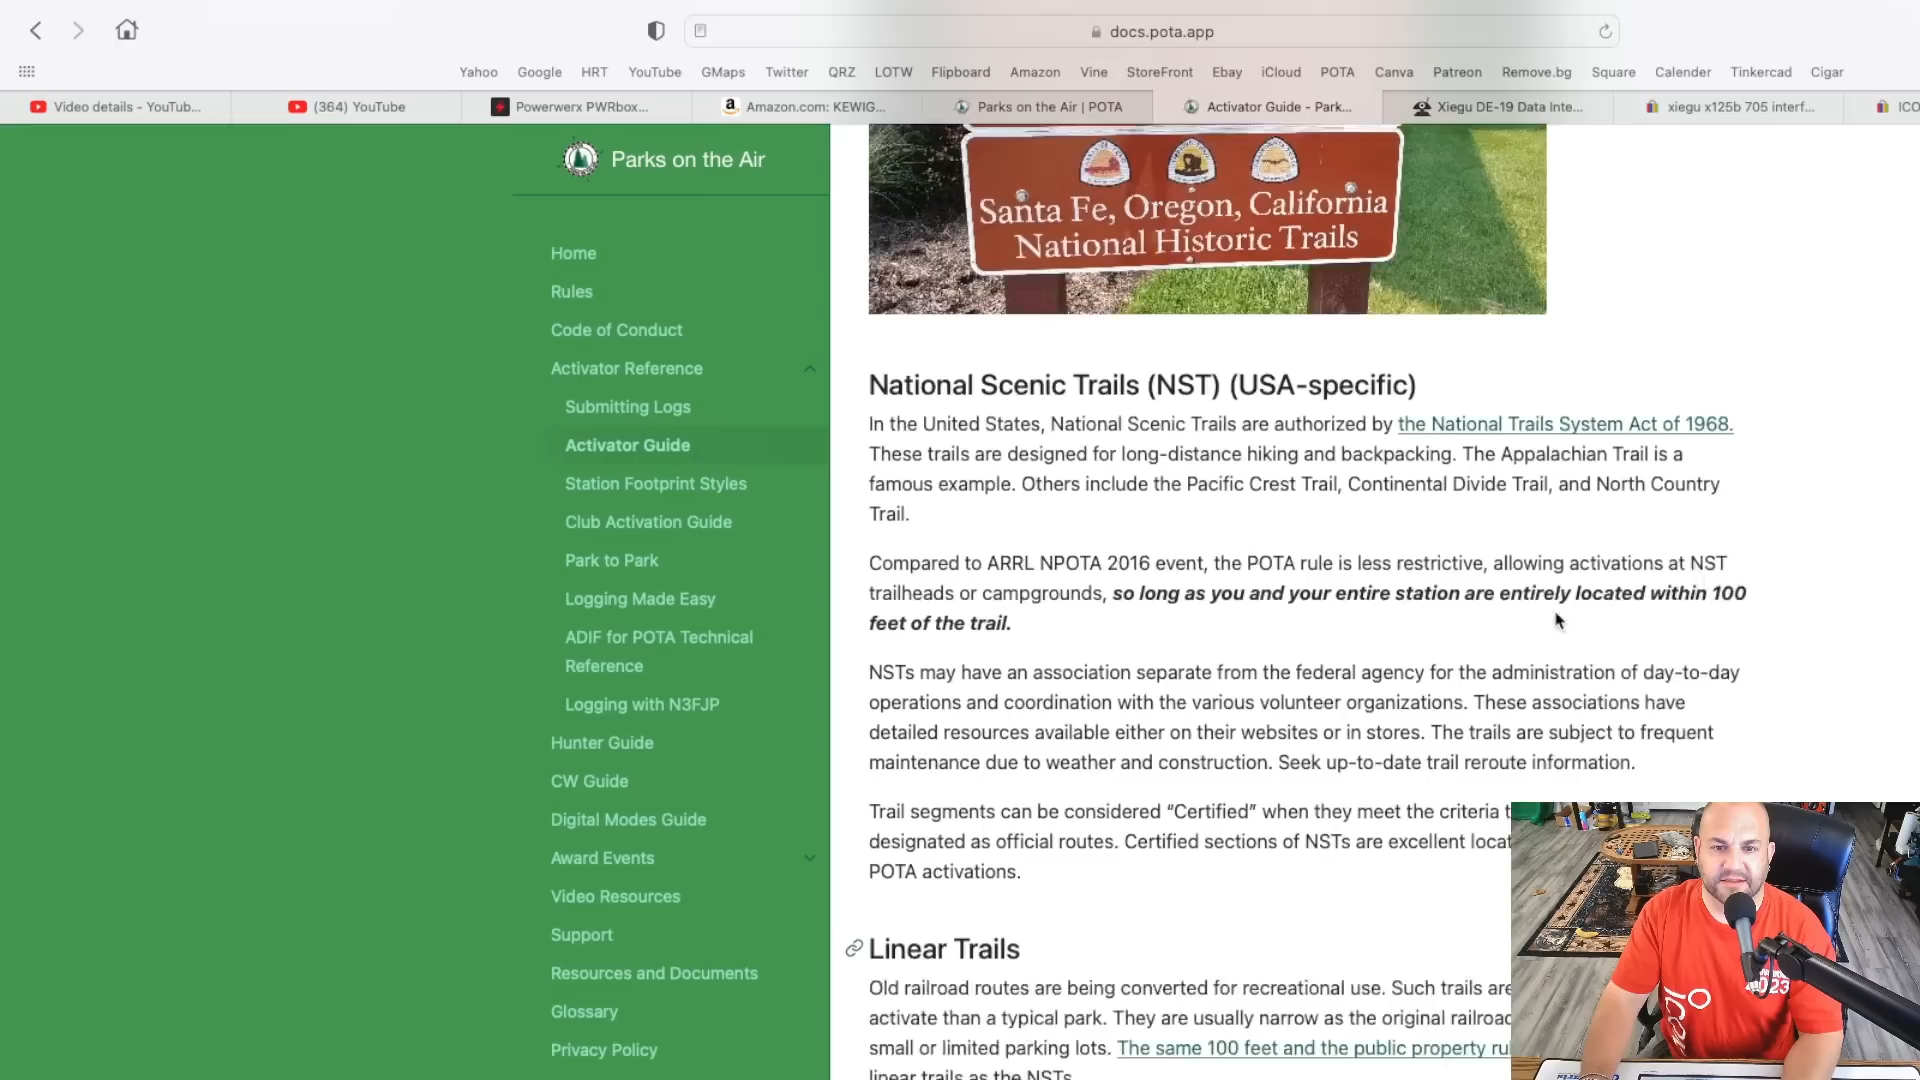 docs.pota.app
Yahoo Google HRT YouTube GMaps Twitter QRZ LOTW Flipboard Amazon Vine StoreFront Ebay iCloud POTA Canva Patreon Remove.bg Square Calender Tinkercad Cigar
Video details - YouTub... (364) YouTube Powerwerx PWRbox... Amazon.com: KEWIG... Parks on the Air | POTA Activator Guide - Park... Xiegu DE-19 Data Inte... xiegu x125b 705 interf... ICO
Parks on the Air
Home
Rules
Code of Conduct
Activator Reference
Submitting Logs
Activator Guide
Station Footprint Styles
Club Activation Guide
Park to Park
Logging Made Easy
ADIF for POTA Technical
Reference
Logging with N3FJP
Hunter Guide
CW Guide
Digital Modes Guide
Award Events
Video Resources
Support
Resources and Documents
Glossary
Privacy Policy
Santa Fe, Oregon, California
National Historic Trails
National Scenic Trails (NST) (USA-specific)
In the United States, National Scenic Trails are authorized by the National Trails System Act of 1968.
These trails are designed for long-distance hiking and backpacking. The Appalachian Trail is a
famous example. Others include the Pacific Crest Trail, Continental Divide Trail, and North Country
Trail.
Compared to ARRL NPOTA 2016 event, the POTA rule is less restrictive, allowing activations at NST
trailheads or campgrounds, so long as you and your entire station are entirely located within 100
feet of the trail.
NSTs may have an association separate from the federal agency for the administration of day-to-day
operations and coordination with the various volunteer organizations. These associations have
detailed resources available either on their websites or in stores. The trails are subject to frequent
maintenance due to weather and construction. Seek up-to-date trail reroute information.
Trail segments can be considered “Certified” when they meet the criteria t
designated as official routes. Certified sections of NSTs are excellent locat
POTA activations.
Linear Trails
Old railroad routes are being converted for recreational use. Such trails are
activate than a typical park. They are usually narrow as the original railroad
small or limited parking lots. The same 100 feet and the public property ru
linear trails as the NSTs.
Icom
2023